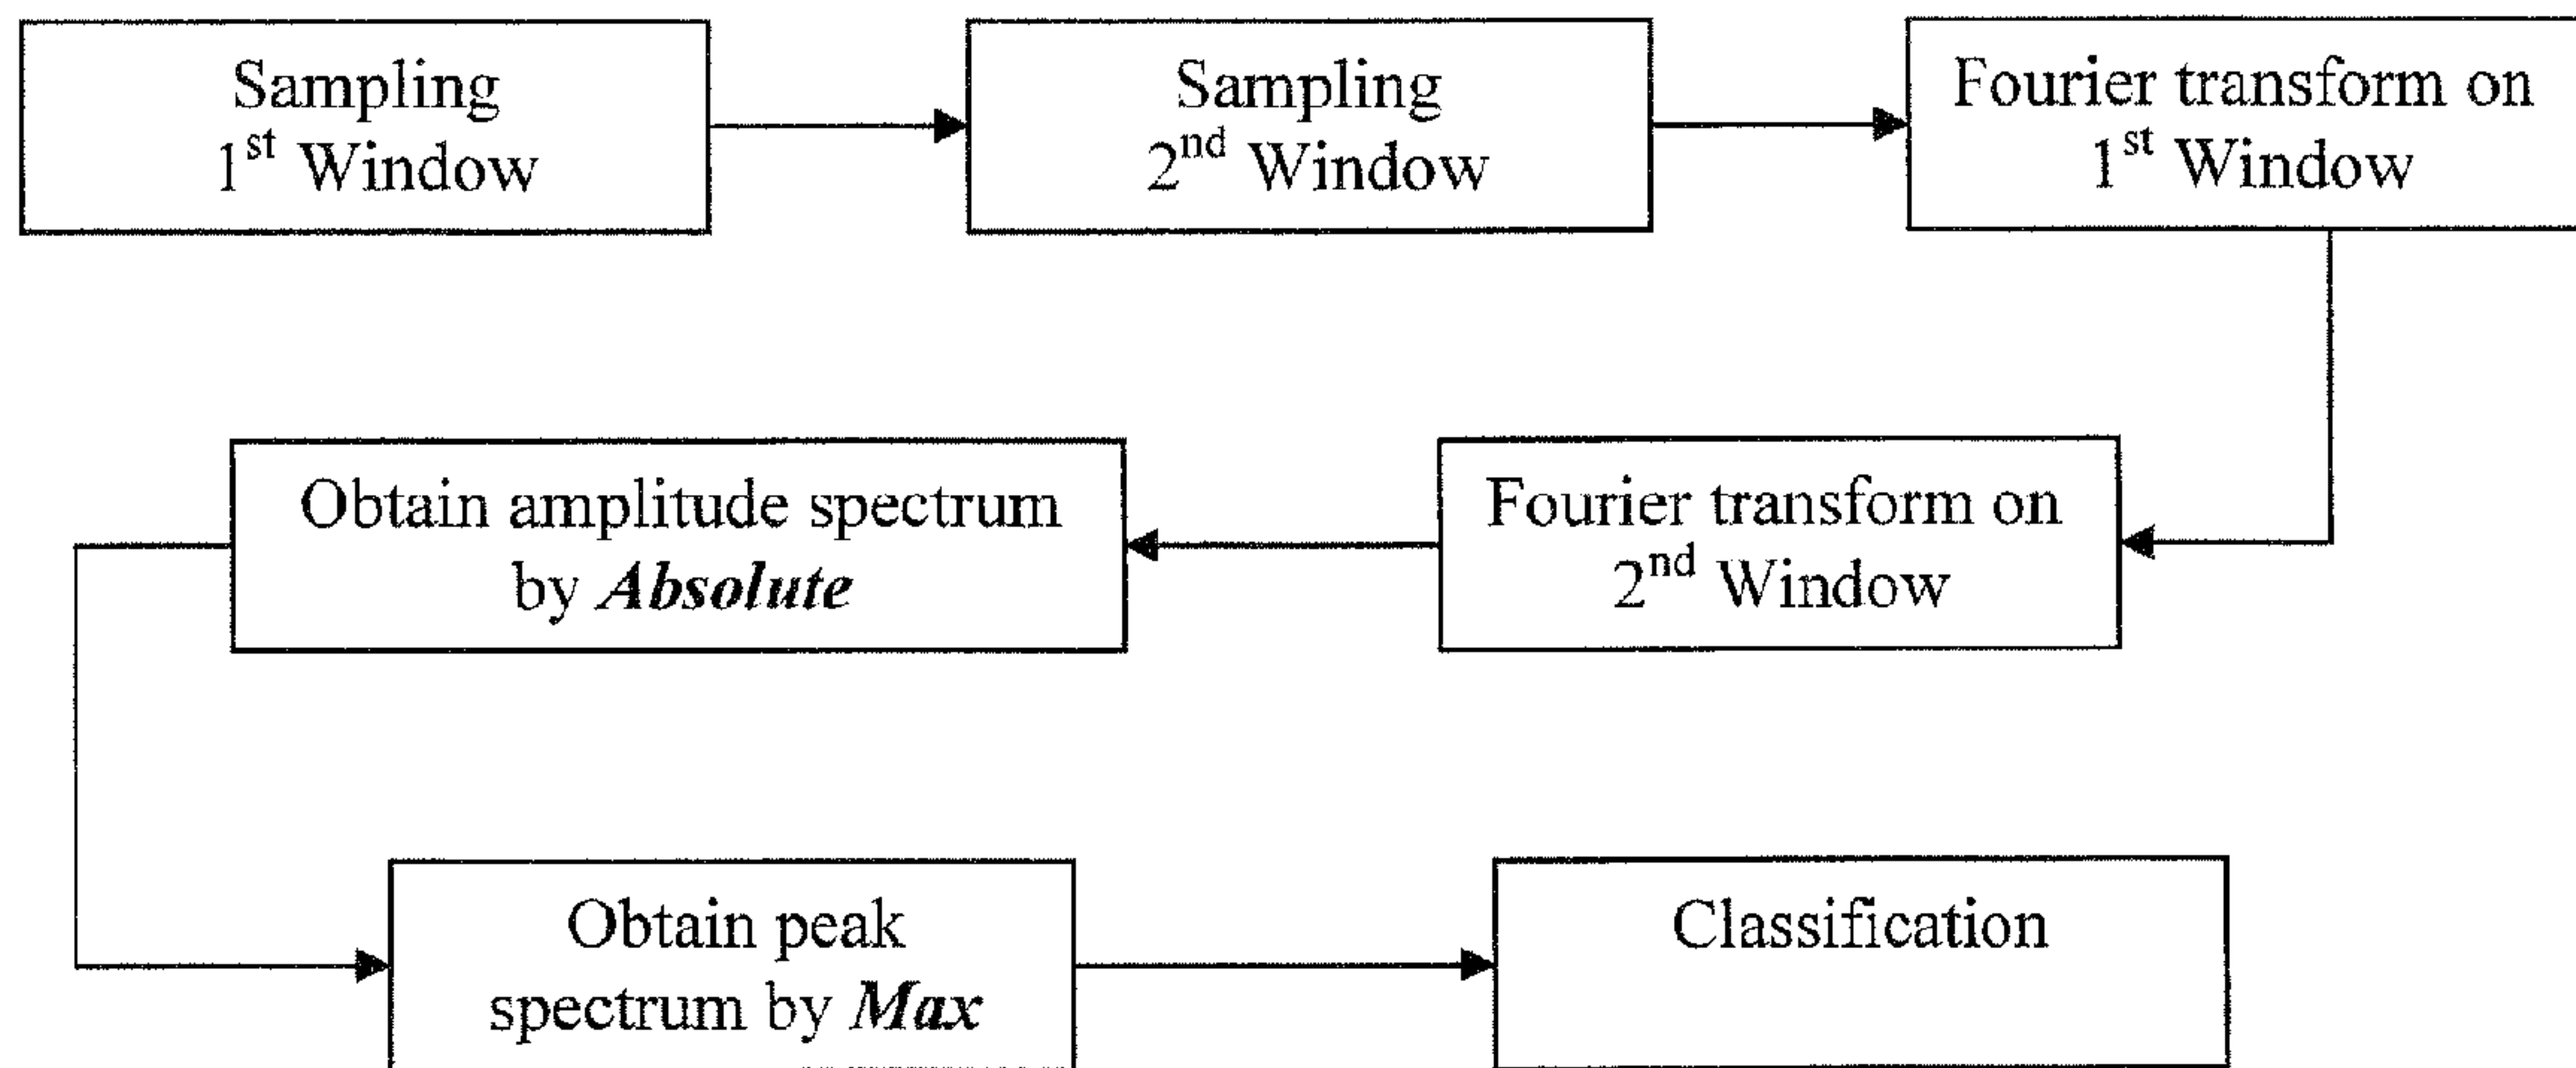 Sampling
1st Window
Sampling
2nd Window
Fourier transform on
1st Window
Fourier transform on
2nd Window
Obtain amplitude spectrum
by Absolute
Obtain peak
spectrum by Max
Classification